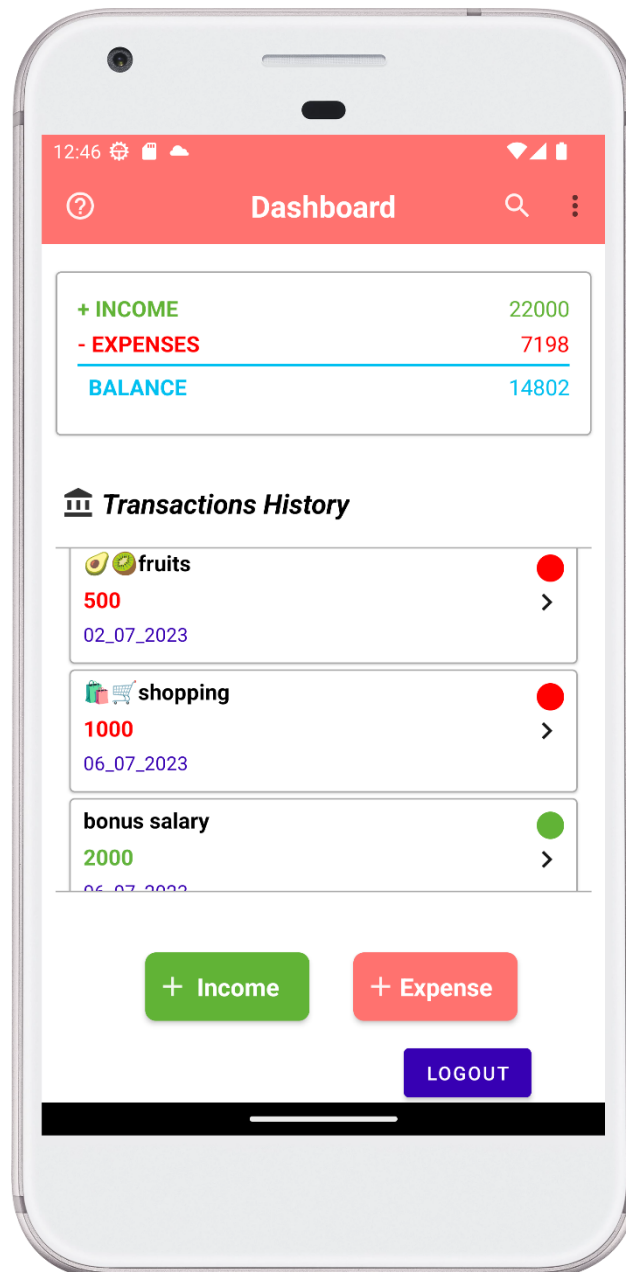 12:46
Dashboard
+ INCOME 22000
- EXPENSES 7198
BALANCE 14802
Transactions History
🥑🥝fruits
500
02_07_2023
🛍️🛒shopping
1000
06_07_2023
bonus salary
2000
06_07_2023
+ Income + Expense
LOGOUT